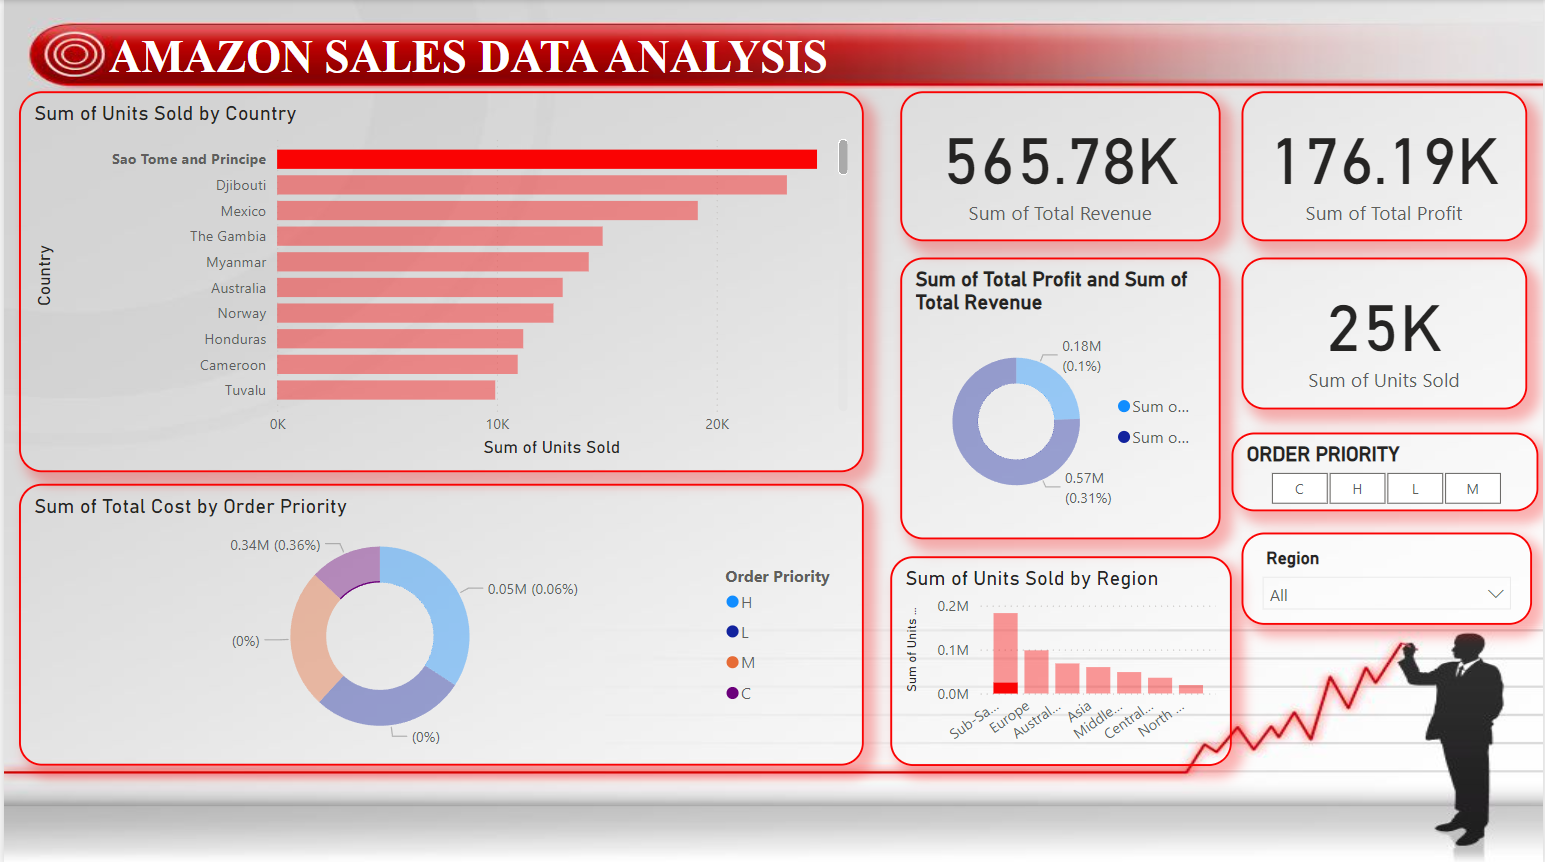 AMAZON SALES DATA ANALYSIS
Sum of Units Sold by Country
Country
Sao Tome and Principe
Djibouti
Mexico
The Gambia
Myanmar
Australia
Norway
Honduras
Cameroon
Tuvalu
0K 10K 20K
Sum of Units Sold
565.78K
Sum of Total Revenue
176.19K
Sum of Total Profit
Sum of Total Profit and Sum of
Total Revenue
0.18M
(0.1%)
Sum o...
Sum o...
0.57M
(0.31%)
25K
Sum of Units Sold
ORDER PRIORITY
C H L M
Region
All
Sum of Total Cost by Order Priority
0.34M (0.36%)
0.05M (0.06%)
(0%)
(0%)
Order Priority
H
L
M
C
Sum of Units Sold by Region
Sum of Units ...
0.2M
0.1M
0.0M
Sub-Sa... Europe Austral... Asia Middle... Central... North ...